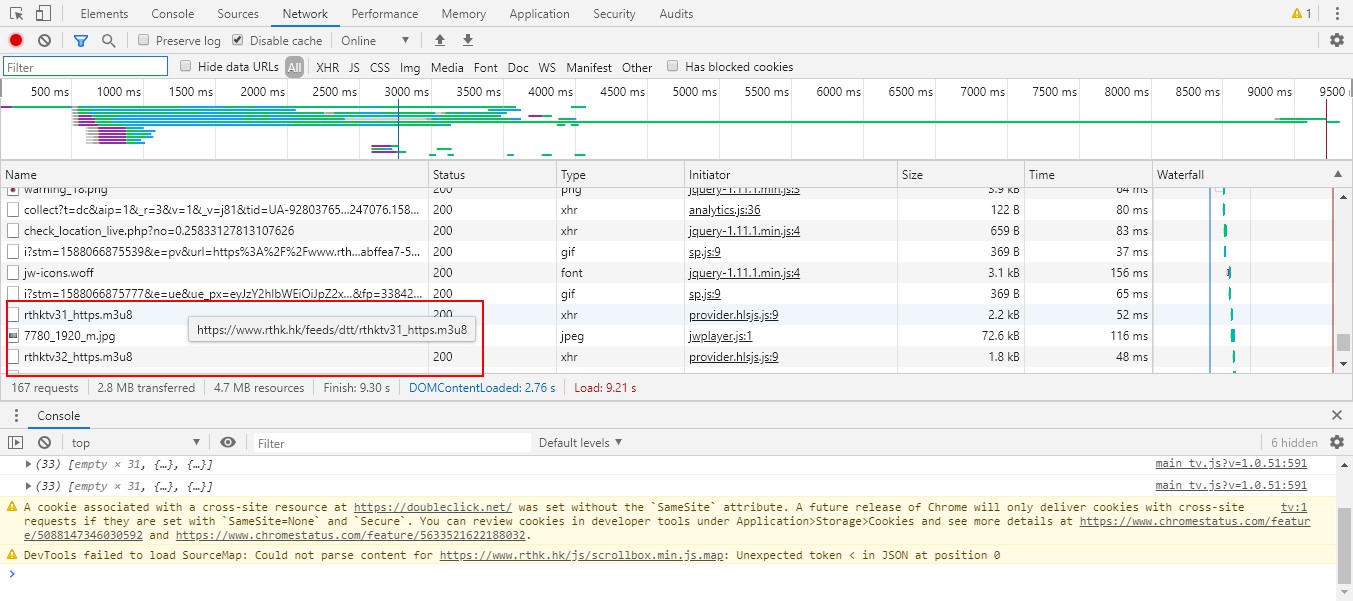 Elements Console Sources Network Performance Memory Application Security Audits 1
Preserve log Disable cache Online
Filter Hide data URLs All XHR JS CSS Img Media Font Doc WS Manifest Other Has blocked cookies
500 ms 1000 ms 1500 ms 2000 ms 2500 ms 3000 ms 3500 ms 4000 ms 4500 ms 5000 ms 5500 ms 6000 ms 6500 ms 7000 ms 7500 ms 8000 ms 8500 ms 9000 ms 9500
Name Status Type Initiator Size Time Waterfall
warning_18.png 200 png jquery-1.11.1.min.js:3 3.9 kB 64 ms
collect?t=dc&aip=1&_r=3&v=1&_v=j81&tid=UA-92803765...247076.158... 200 xhr analytics.js:36 122 B 80 ms
check_location_live.php?no=0.25833127813107626 200 xhr jquery-1.11.1.min.js:4 659 B 83 ms
i?stm=1588066875539&e=pv&url=https%3A%2F%2Fwww.rth...abffea7-5... 200 gif sp.js:9 369 B 37 ms
jw-icons.woff 200 font jquery-1.11.1.min.js:4 3.1 kB 156 ms
i?stm=1588066875777&e=ue&ue_px=eyJzY2hlbWEiOiJpZ2x...&fp=33842... 200 gif sp.js:9 369 B 65 ms
rthktv31_https.m3u8 200 xhr provider.hlsjs.js:9 2.2 kB 52 ms
https://www.rthk.hk/feeds/dtt/rthktv31_https.m3u8
7780_1920_m.jpg jpeg jwplayer.js:1 72.6 kB 116 ms
rthktv32_https.m3u8 200 xhr provider.hlsjs.js:9 1.8 kB 48 ms
167 requests 2.8 MB transferred 4.7 MB resources Finish: 9.30 s DOMContentLoaded: 2.76 s Load: 9.21 s
Console
top Filter Default levels 6 hidden
(33) [empty × 31, {…}, {…}] main_tv.js?v=1.0.51:591
(33) [empty × 31, {…}, {…}] main_tv.js?v=1.0.51:591
A cookie associated with a cross-site resource at https://doubleclick.net/ was set without the `SameSite` attribute. A future release of Chrome will only deliver cookies with cross-site tv:1
requests if they are set with `SameSite=None` and `Secure`. You can review cookies in developer tools under Application>Storage>Cookies and see more details at https://www.chromestatus.com/featur
e/5088147346030592 and https://www.chromestatus.com/feature/5633521622188032.
DevTools failed to load SourceMap: Could not parse content for https://www.rthk.hk/js/scrollbox.min.js.map: Unexpected token < in JSON at position 0